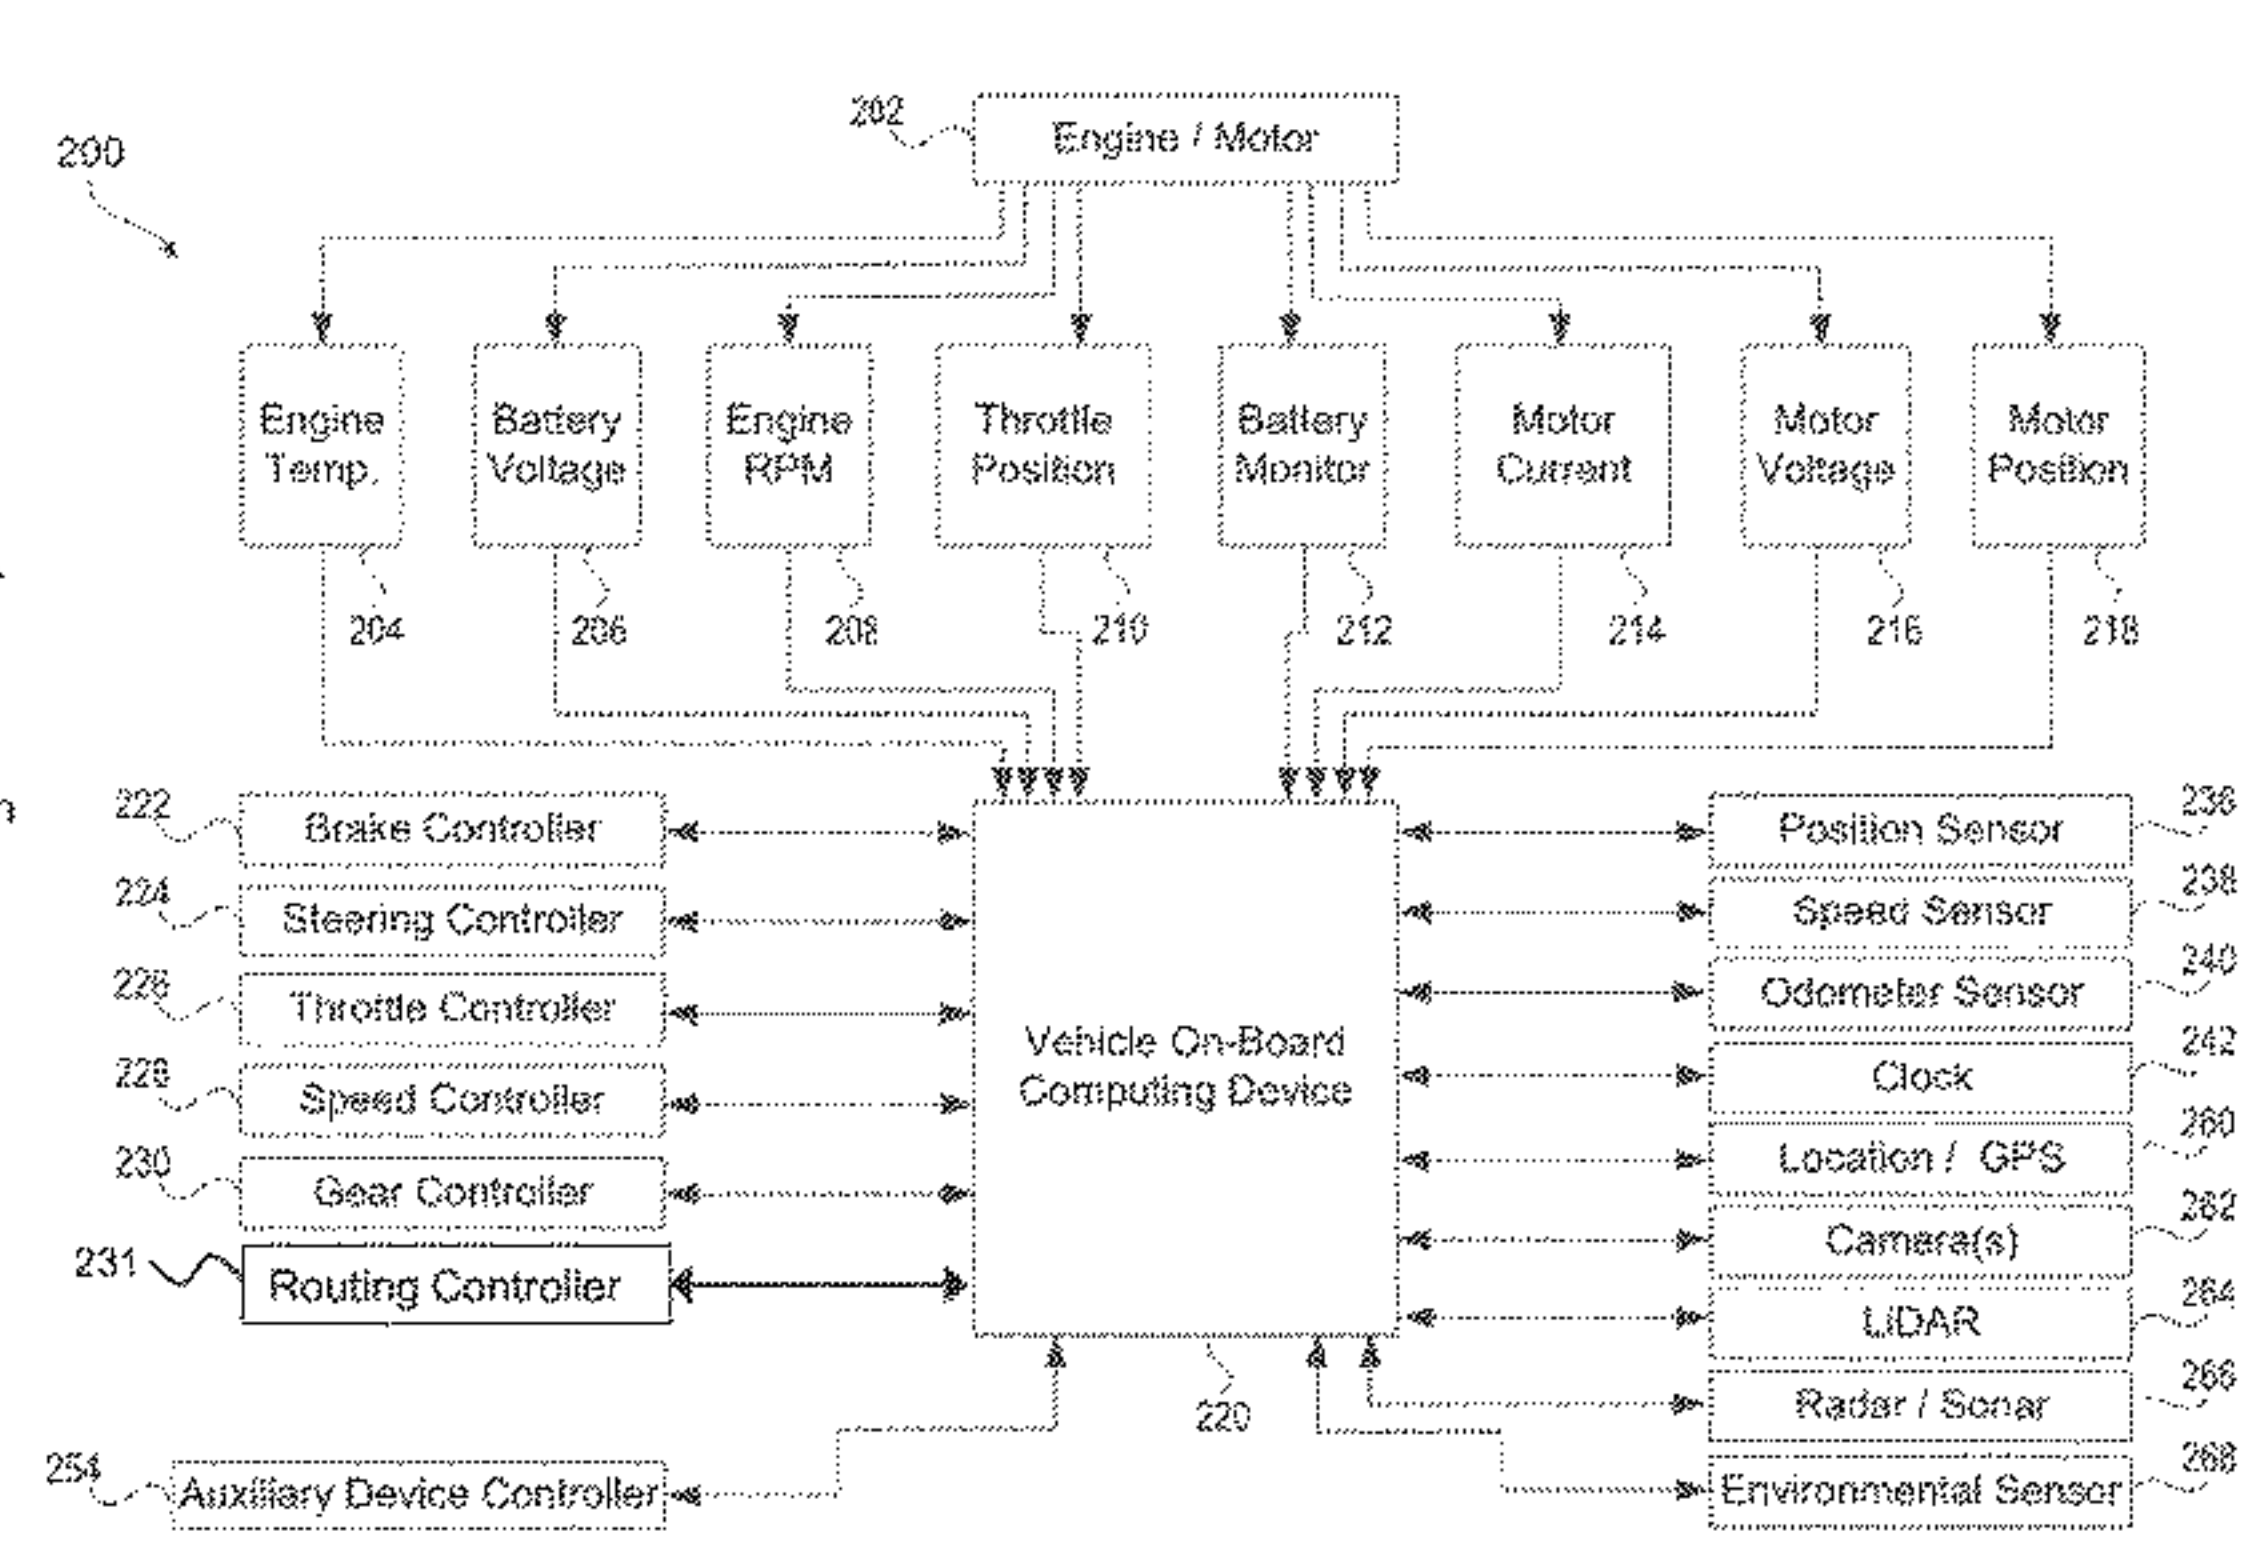 202
Engine / Motor
200
Engine
Temp.
Battery
Voltage
Engine
RPM
Throttle
Position
Battery
Monitor
Motor
Current
Motor
Voltage
Motor
Position
204
206
208
210
212
214
216
218
222
Brake Controller
224
Steering Controller
226
Throttle Controller
228
Speed Controller
230
Gear Controller
231
Routing Controller
254
Auxiliary Device Controller
Vehicle On-Board
Computing Device
220
Position Sensor
236
Speed Sensor
238
Odometer Sensor
240
Clock
242
Location / GPS
260
Camera(s)
262
LiDAR
264
Radar / Sonar
266
Environmental Sensor
268